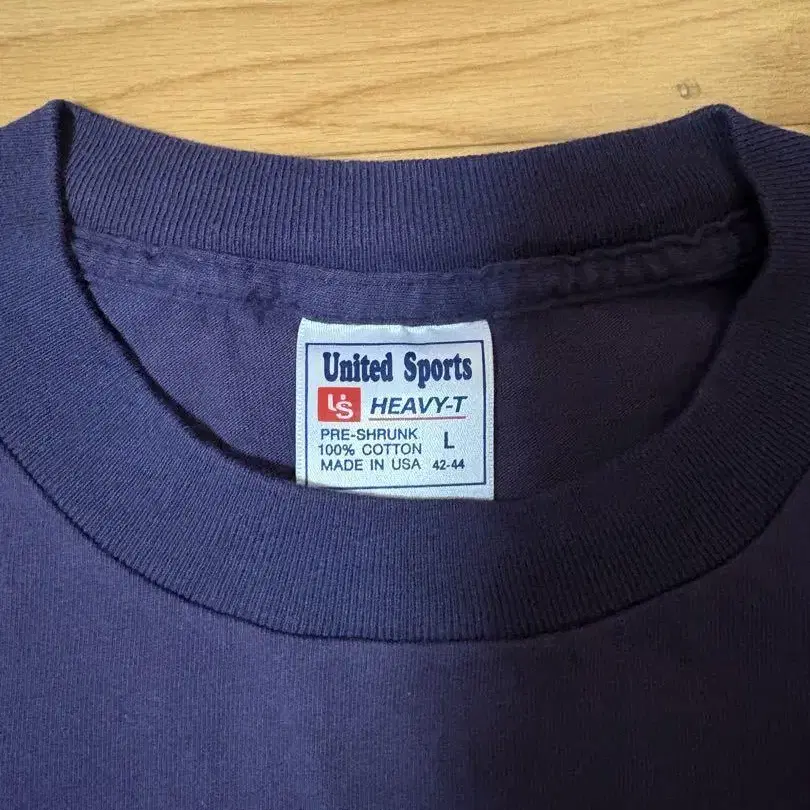 United Sports
US HEAVY-T
PRE-SHRUNK L
100% COTTON
MADE IN USA 42-44